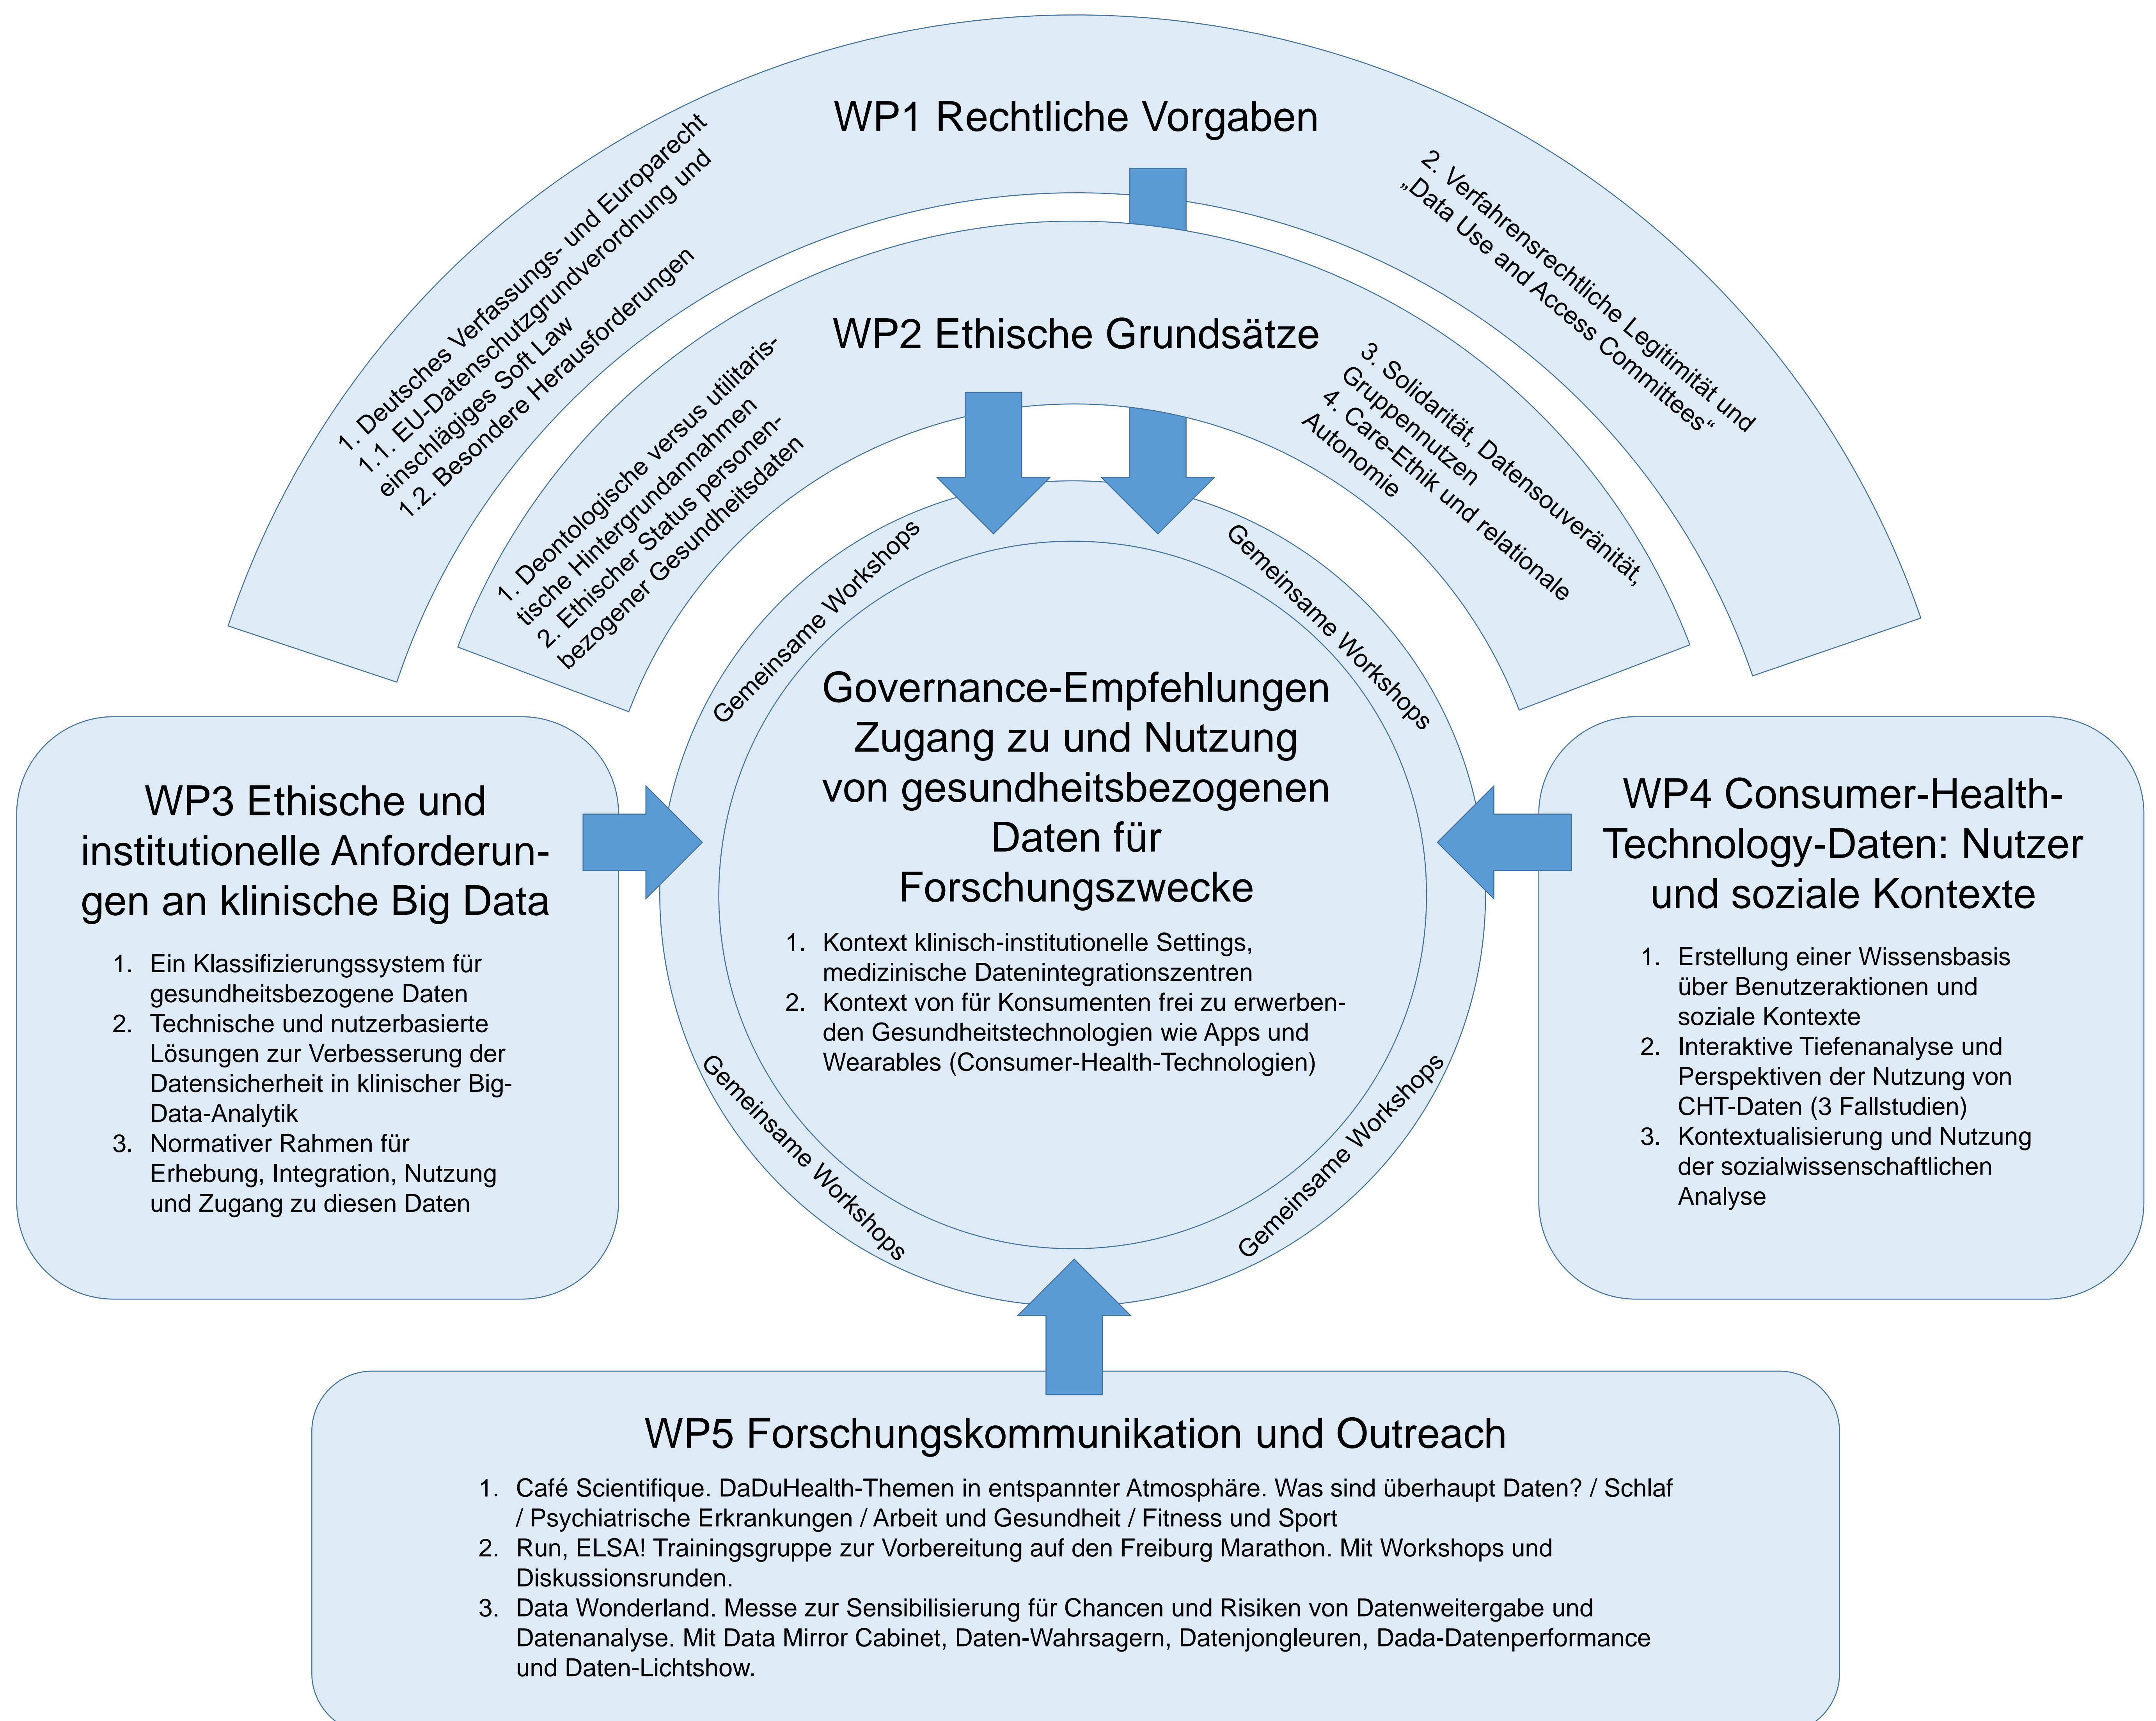 WP1 Rechtliche Vorgaben
1. Deutsches Verfassungs- und Europarecht
1.1. EU-Datenschutzgrundverordnung und
einschlägiges Soft Law
1.2. Besondere Herausforderungen
2. Verfahrensrechtliche Legitimität und
„Data Use and Access Committees“
WP2 Ethische Grundsätze
1. Deontologische versus utilitaris-
tische Hintergrundannahmen
2. Ethischer Status personen-
bezogener Gesundheitsdaten
3. Solidarität, Datensouveränität,
Gruppennutzen
4. Care-Ethik und relationale
Autonomie
Gemeinsame Workshops
Gemeinsame Workshops
Governance-Empfehlungen
Zugang zu und Nutzung
von gesundheitsbezogenen
Daten für
Forschungszwecke
1. Kontext klinisch-institutionelle Settings,
medizinische Datenintegrationszentren
2. Kontext von für Konsumenten frei zu erwerben-
den Gesundheitstechnologien wie Apps und
Wearables (Consumer-Health-Technologien)
Gemeinsame Workshops
Gemeinsame Workshops
WP3 Ethische und
institutionelle Anforderun-
gen an klinische Big Data
1. Ein Klassifizierungssystem für
gesundheitsbezogene Daten
2. Technische und nutzerbasierte
Lösungen zur Verbesserung der
Datensicherheit in klinischer Big-
Data-Analytik
3. Normativer Rahmen für
Erhebung, Integration, Nutzung
und Zugang zu diesen Daten
WP4 Consumer-Health-
Technology-Daten: Nutzer
und soziale Kontexte
1. Erstellung einer Wissensbasis
über Benutzeraktionen und
soziale Kontexte
2. Interaktive Tiefenanalyse und
Perspektiven der Nutzung von
CHT-Daten (3 Fallstudien)
3. Kontextualisierung und Nutzung
der sozialwissenschaftlichen
Analyse
WP5 Forschungskommunikation und Outreach
1. Café Scientifique. DaDuHealth-Themen in entspannter Atmosphäre. Was sind überhaupt Daten? / Schlaf
/ Psychiatrische Erkrankungen / Arbeit und Gesundheit / Fitness und Sport
2. Run, ELSA! Trainingsgruppe zur Vorbereitung auf den Freiburg Marathon. Mit Workshops und
Diskussionsrunden.
3. Data Wonderland. Messe zur Sensibilisierung für Chancen und Risiken von Datenweitergabe und
Datenanalyse. Mit Data Mirror Cabinet, Daten-Wahrsagern, Datenjongleuren, Dada-Datenperformance
und Daten-Lichtshow.